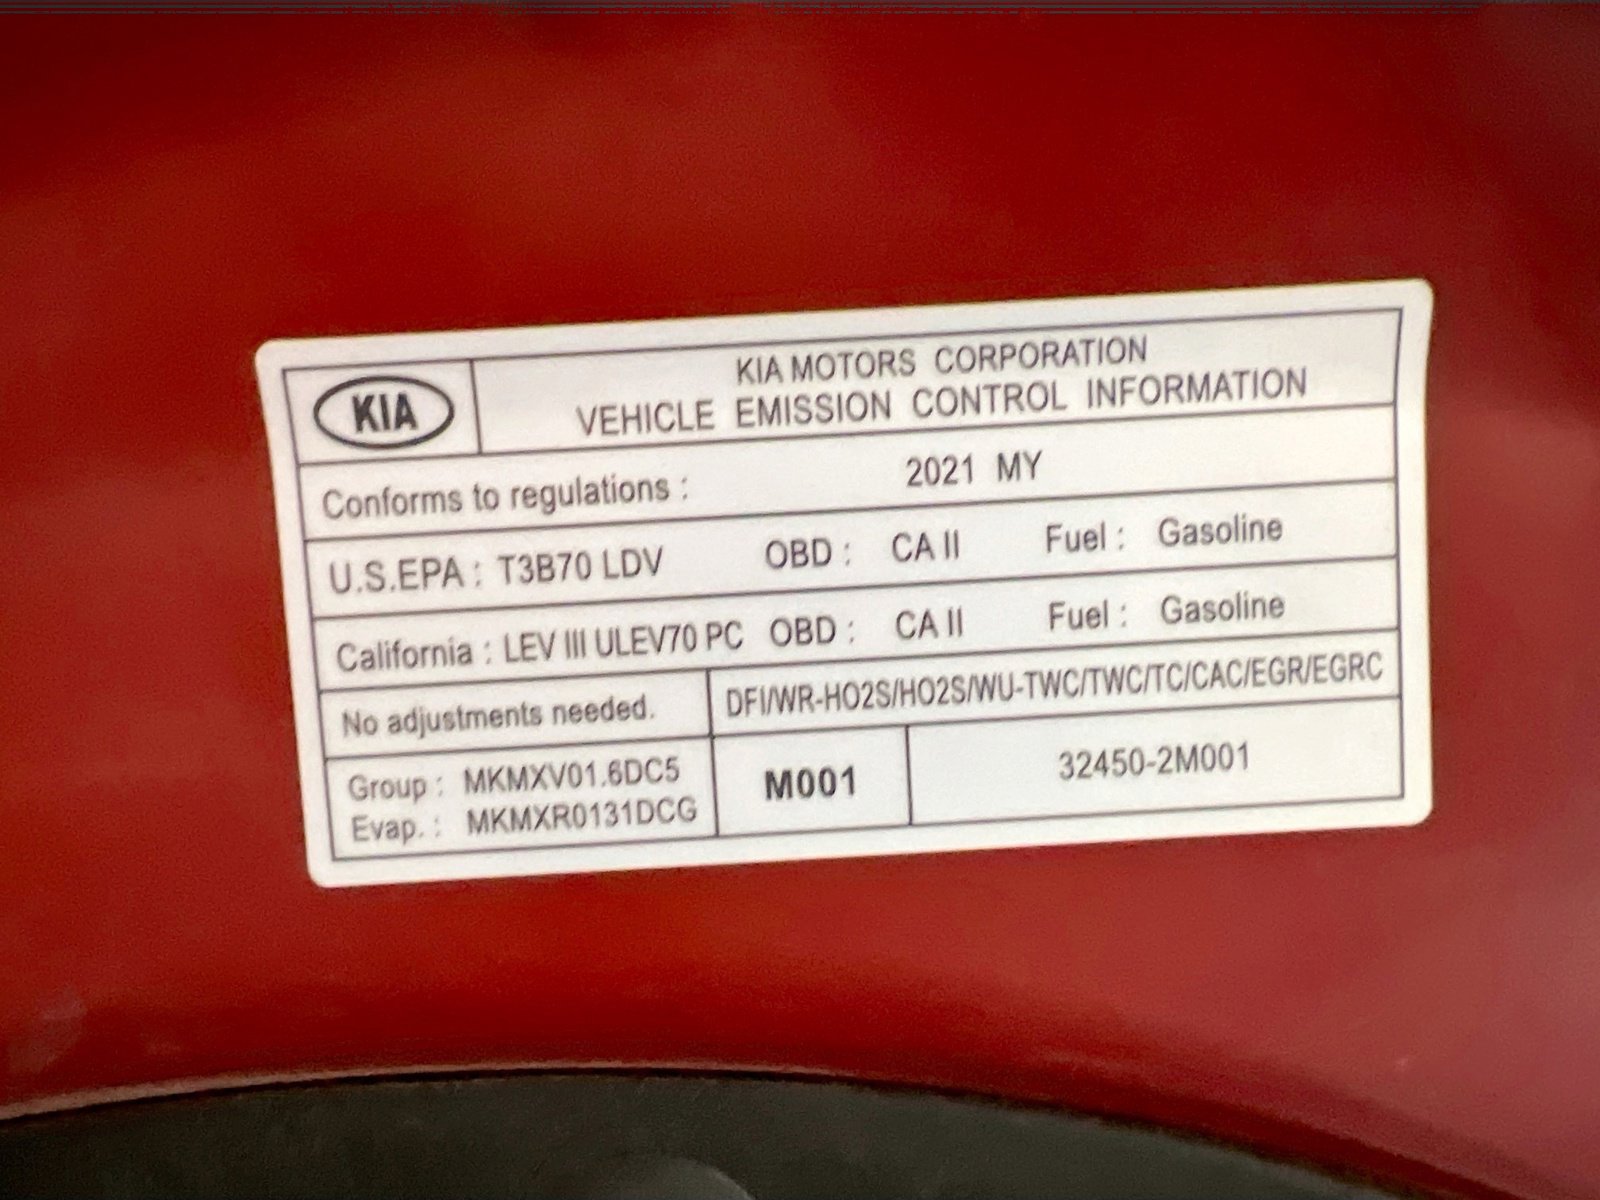 KIA
KIA MOTORS CORPORATION
VEHICLE EMISSION CONTROL INFORMATION
Conforms to regulations : 2021 MY
U.S.EPA : T3B70 LDV OBD : CA II Fuel : Gasoline
California : LEV III ULEV70 PC OBD : CA II Fuel : Gasoline
No adjustments needed. DFI/WR-HO2S/HO2S/WU-TWC/TWC/TC/CAC/EGR/EGRC
Group : MKMXV01.6DC5
Evap. : MKMXR0131DCG
M001
32450-2M001